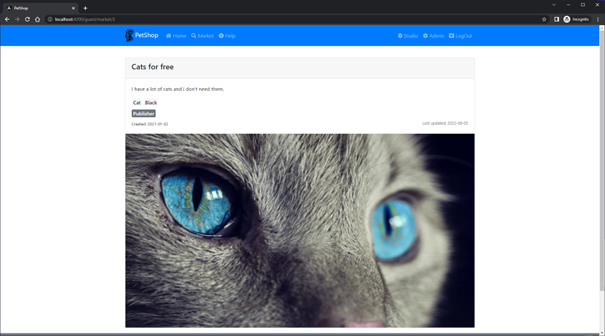 PetShop
localhost:4200/guest/market/3
Incognito
PetShop Home Market Help Studio Admin LogOut
Cats for free
I have a lot of cats and i don't need them.
Cat Black
Publisher
Created: 2021-01-02 Last updated: 2022-08-05